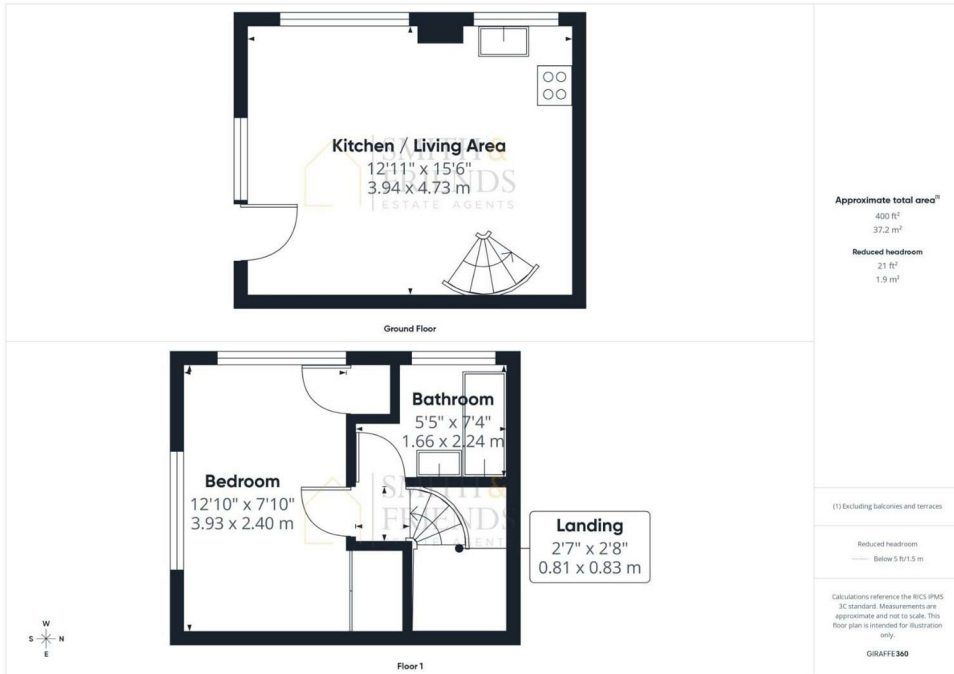 Kitchen / Living Area
12'11" x 15'6"
3.94 x 4.73 m
SMITH &
FRIENDS
ESTATE AGENTS
Ground Floor
Bathroom
5'5" x 7'4"
1.66 x 2.24 m
Bedroom
12'10" x 7'10"
3.93 x 2.40 m
SMITH &
FRIENDS
ESTATE AGENTS
Landing
2'7" x 2'8"
0.81 x 0.83 m
W
S N
E
Floor 1
Approximate total area(1)
400 ft²
37.2 m²
Reduced headroom
21 ft²
1.9 m²
(1) Excluding balconies and terraces
Reduced headroom
Below 5 ft/1.5 m
Calculations reference the RICS IPMS
3C standard. Measurements are
approximate and not to scale. This
floor plan is intended for illustration
only.
GIRAFFE360